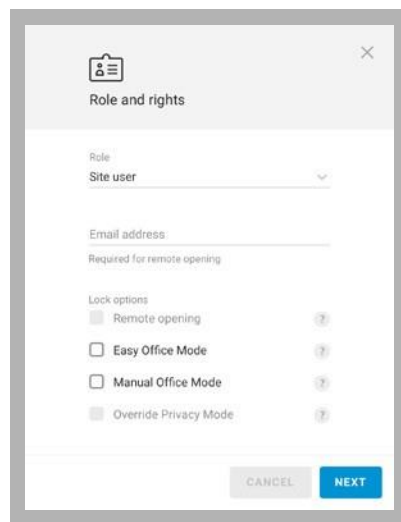 Role and rights
Role
Site user
Email address
Required for remote opening
Lock options
Remote opening ?
Easy Office Mode ?
Manual Office Mode ?
Override Privacy Mode ?
CANCEL NEXT